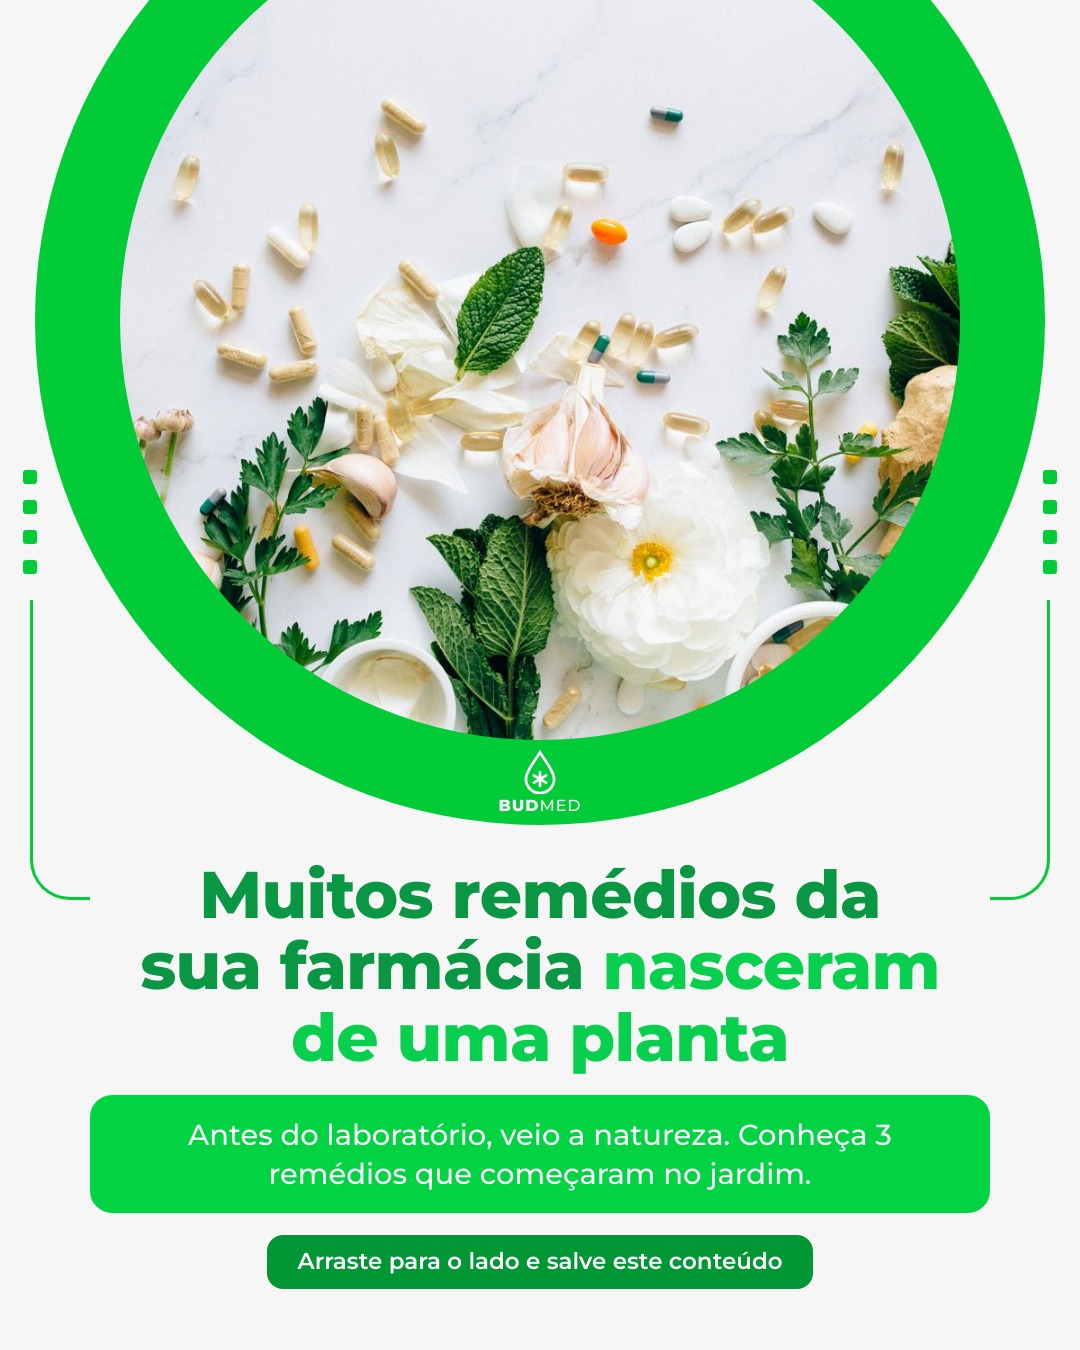 BUDMED
Muitos remédios da
sua farmácia nasceram
de uma planta
Antes do laboratório, veio a natureza. Conheça 3
remédios que começaram no jardim.
Arraste para o lado e salve este conteúdo